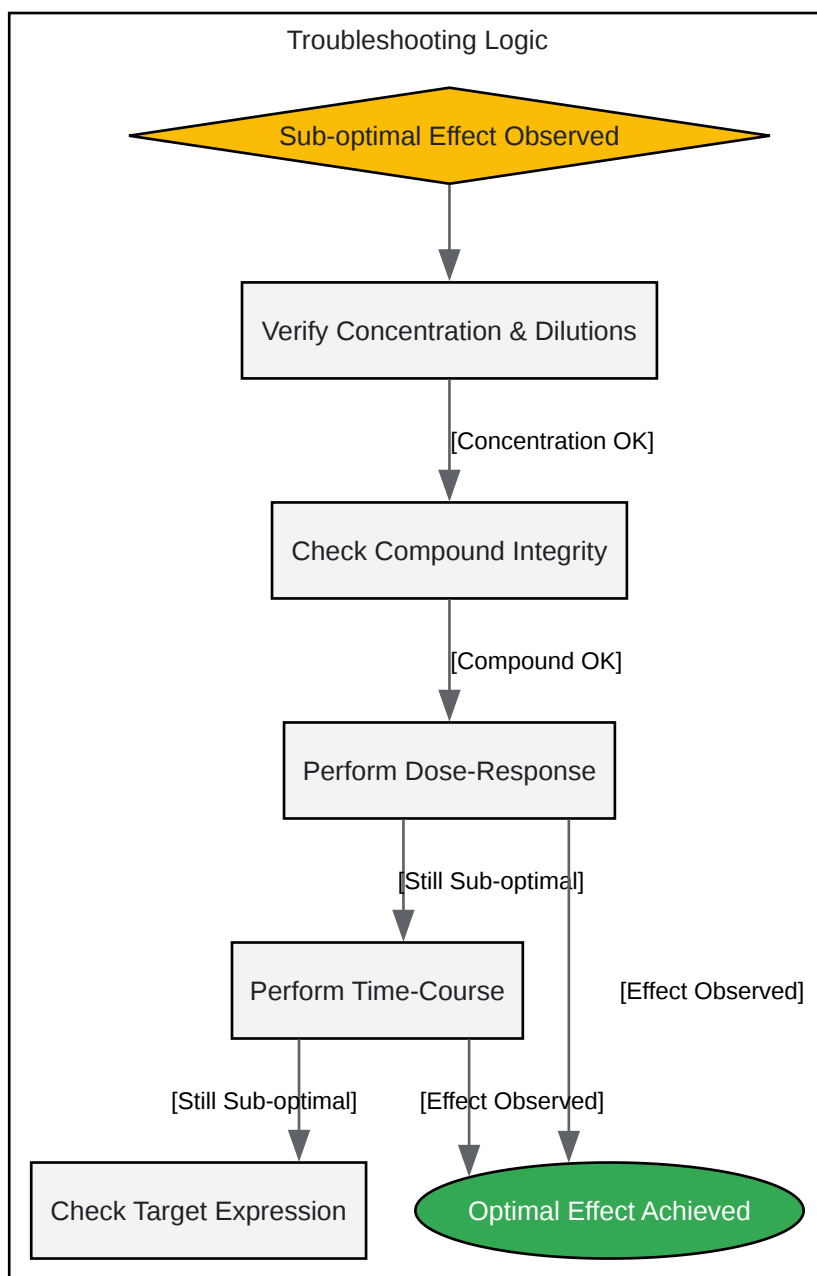 Troubleshooting Logic
Sub-optimal Effect Observed
Verify Concentration & Dilutions
[Concentration OK]
Check Compound Integrity
[Compound OK]
Perform Dose-Response
[Still Sub-optimal]
Perform Time-Course
[Effect Observed]
[Still Sub-optimal]
[Effect Observed]
Check Target Expression
Optimal Effect Achieved